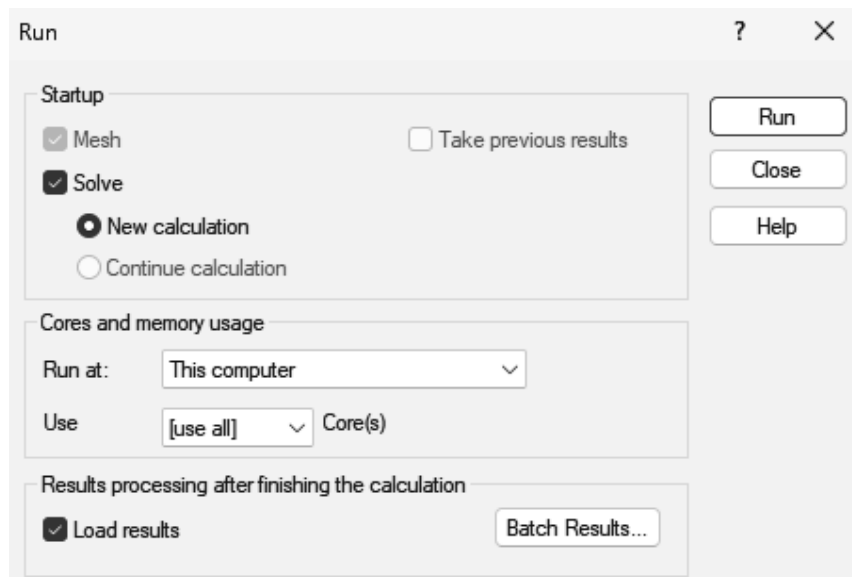 Run ?
Startup
Mesh Take previous results
Run
Solve
Close
New calculation
Help
Continue calculation
Cores and memory usage
Run at: This computer
Use [use all] Core(s)
Results processing after finishing the calculation
Load results Batch Results...